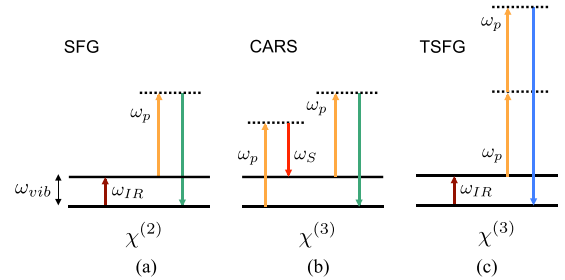 SFG
ω_p
ω_vib
ω_IR
χ^(2)
(a)
CARS
ω_p
ω_p
ω_S
χ^(3)
(b)
TSFG
ω_p
ω_p
ω_IR
χ^(3)
(c)